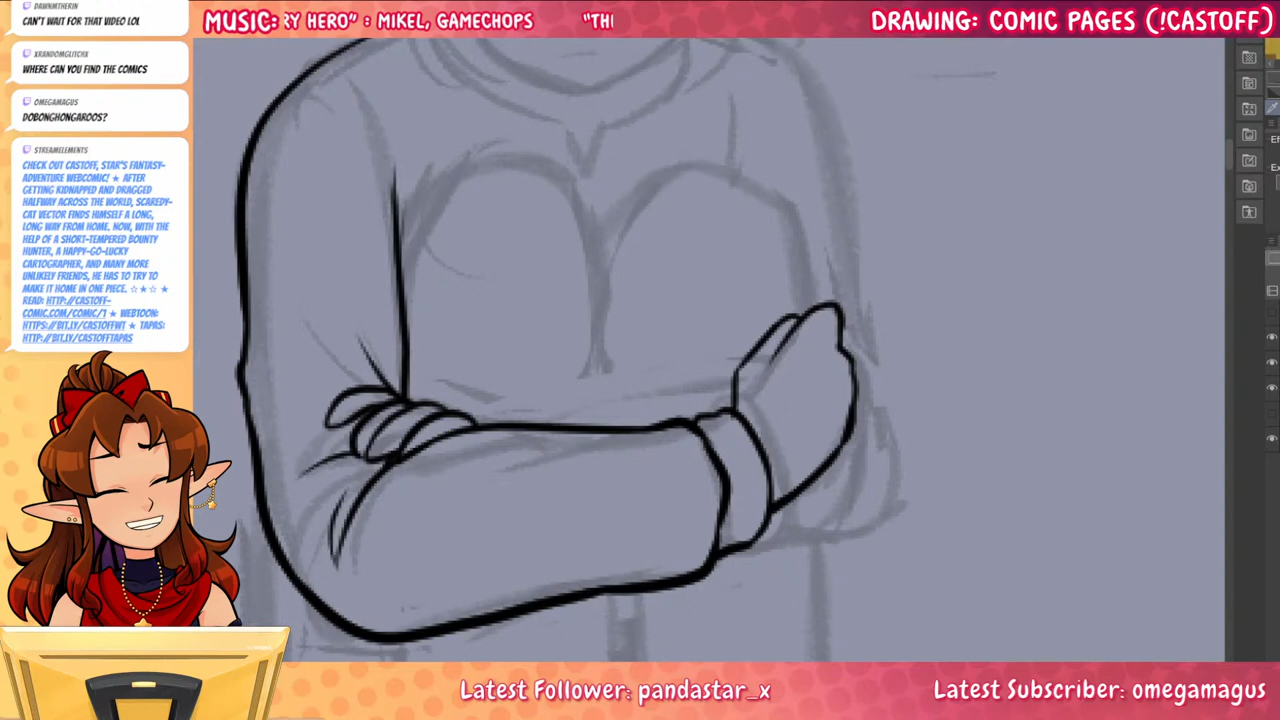 MUSIC: RY HERO" : MIKEL, GAMECHOPS "THI
DRAWING: COMIC PAGES (!CASTOFF)
DAWNMTHERIN
CAN'T WAIT FOR THAT VIDEO LOL
XRANDOMGLITCHX
WHERE CAN YOU FIND THE COMICS
OMEGAMAGUS
DOBONGHONGAROOS?
STREAMELEMENTS
CHECK OUT CASTOFF, STAR'S FANTASY-
ADVENTURE WEBCOMIC! ★ AFTER
GETTING KIDNAPPED AND DRAGGED
HALFWAY ACROSS THE WORLD, SCAREDY-
CAT VECTOR FINDS HIMSELF A LONG,
LONG WAY FROM HOME. NOW, WITH THE
HELP OF A SHORT-TEMPERED BOUNTY
HUNTER, A HAPPY-GO-LUCKY
CARTOGRAPHER, AND MANY MORE
UNLIKELY FRIENDS, HE HAS TO TRY TO
MAKE IT HOME IN ONE PIECE. ☆★☆ ★
READ: HTTP://CASTOFF-
COMIC.COM/COMIC/1 ★ WEBTOON:
HTTPS://BIT.LY/CASTOFFWT ★ TAPAS:
HTTP://BIT.LY/CASTOFFTAPAS
Latest Follower: pandastar_x
Latest Subscriber: omegamagus